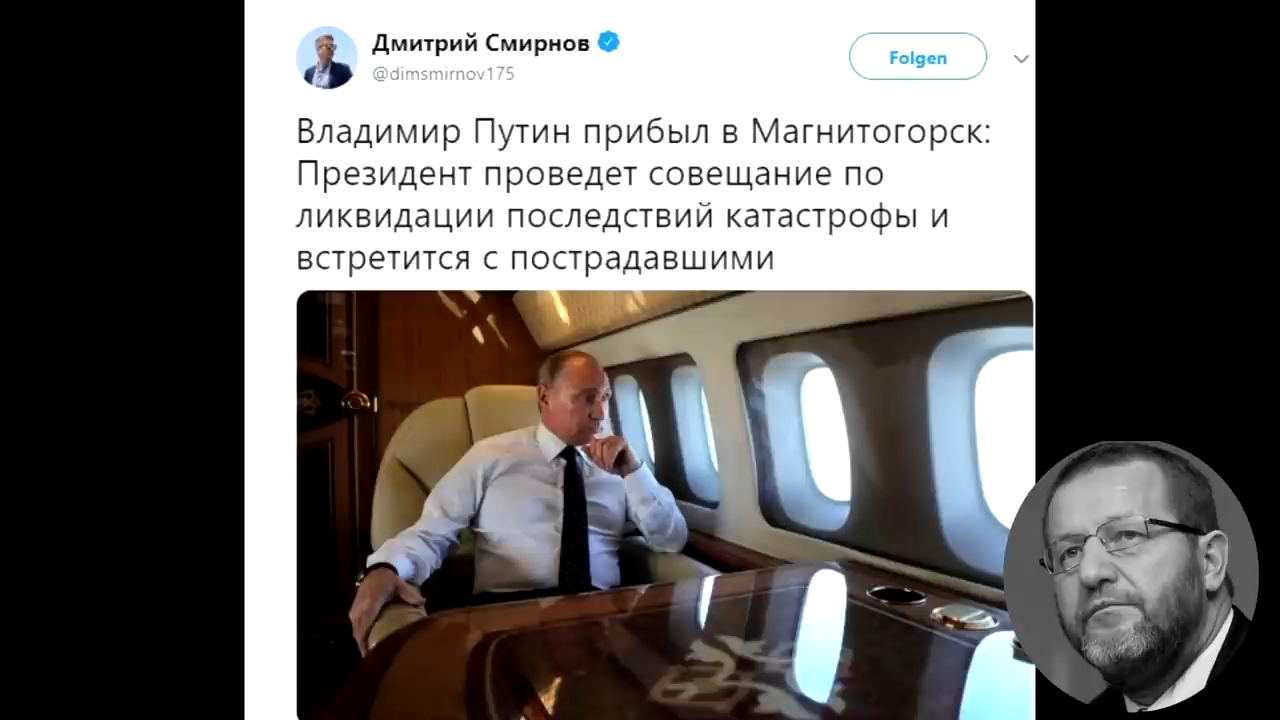 Дмитрий Смирнов
@dimsmirnov175
Folgen
Владимир Путин прибыл в Магнитогорск:
Президент проведет совещание по
ликвидации последствий катастрофы и
встретится с пострадавшими